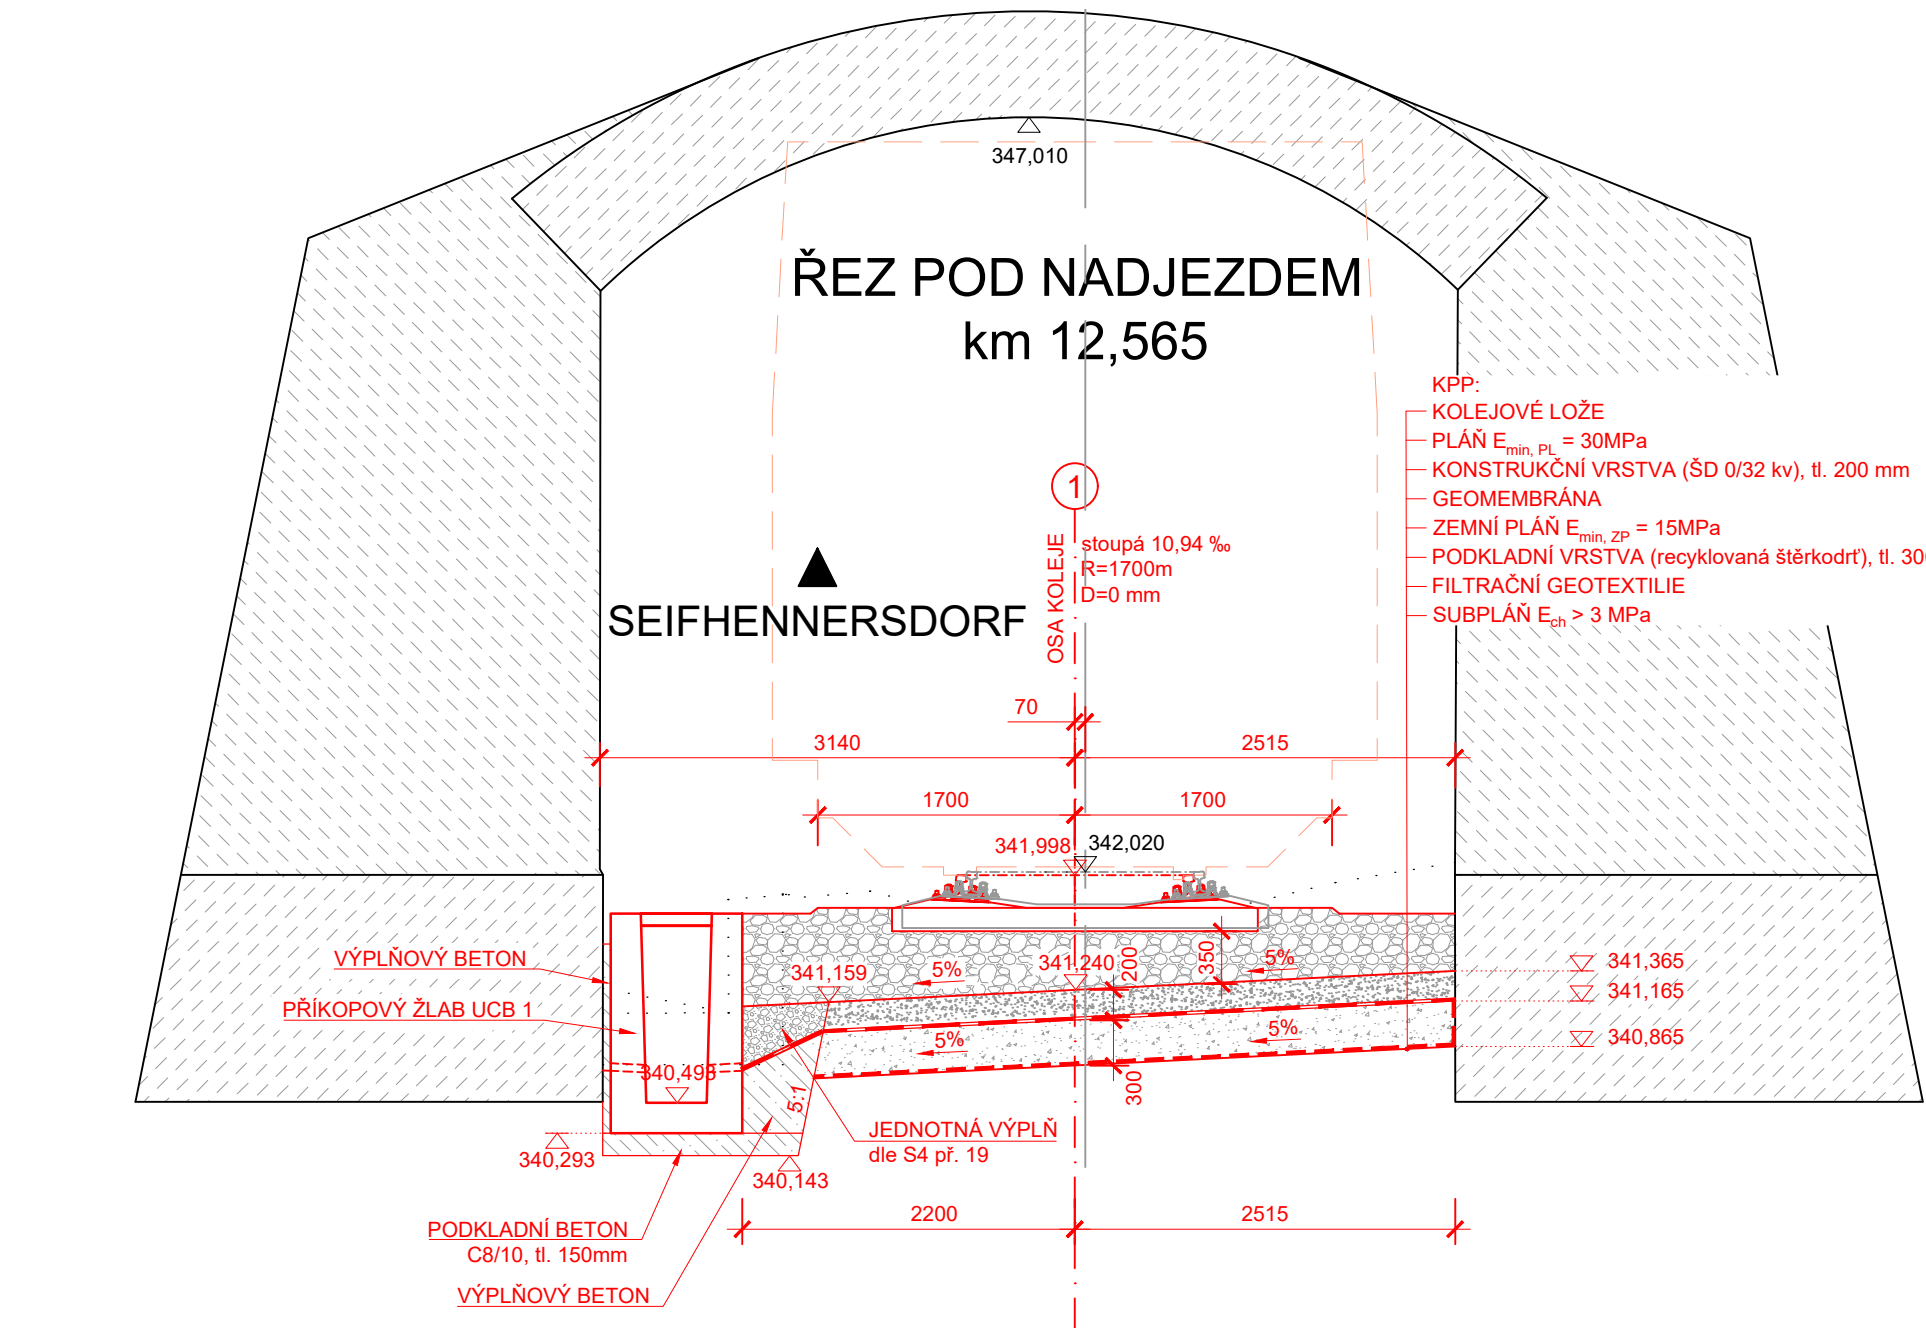 347,010
ŘEZ POD NADJEZDEM
km 12,565
KPP:
KOLEJOVÉ LOŽE
PLÁŇ Emin, PL = 30MPa
KONSTRUKČNÍ VRSTVA (ŠD 0/32 kv), tl. 200 mm
GEOMEMBRÁNA
ZEMNÍ PLÁŇ Emin, ZP = 15MPa
PODKLADNÍ VRSTVA (recyklovaná štěrkodrť), tl. 30
FILTRAČNÍ GEOTEXTILIE
SUBPLÁŇ Ech > 3 MPa
1
OSA KOLEJE
stoupá 10,94 ‰
R=1700m
D=0 mm
SEIFHENNERSDORF
70
3140
2515
1700
1700
341,998
342,020
VÝPLŇOVÝ BETON
PŘÍKOPOVÝ ŽLAB UCB 1
341,159
5%
341,240
200
350
5%
341,365
341,165
340,865
5%
5%
340,493
5:1
300
JEDNOTNÁ VÝPLŇ
dle S4 př. 19
340,293
340,143
PODKLADNÍ BETON
C8/10, tl. 150mm
VÝPLŇOVÝ BETON
2200
2515